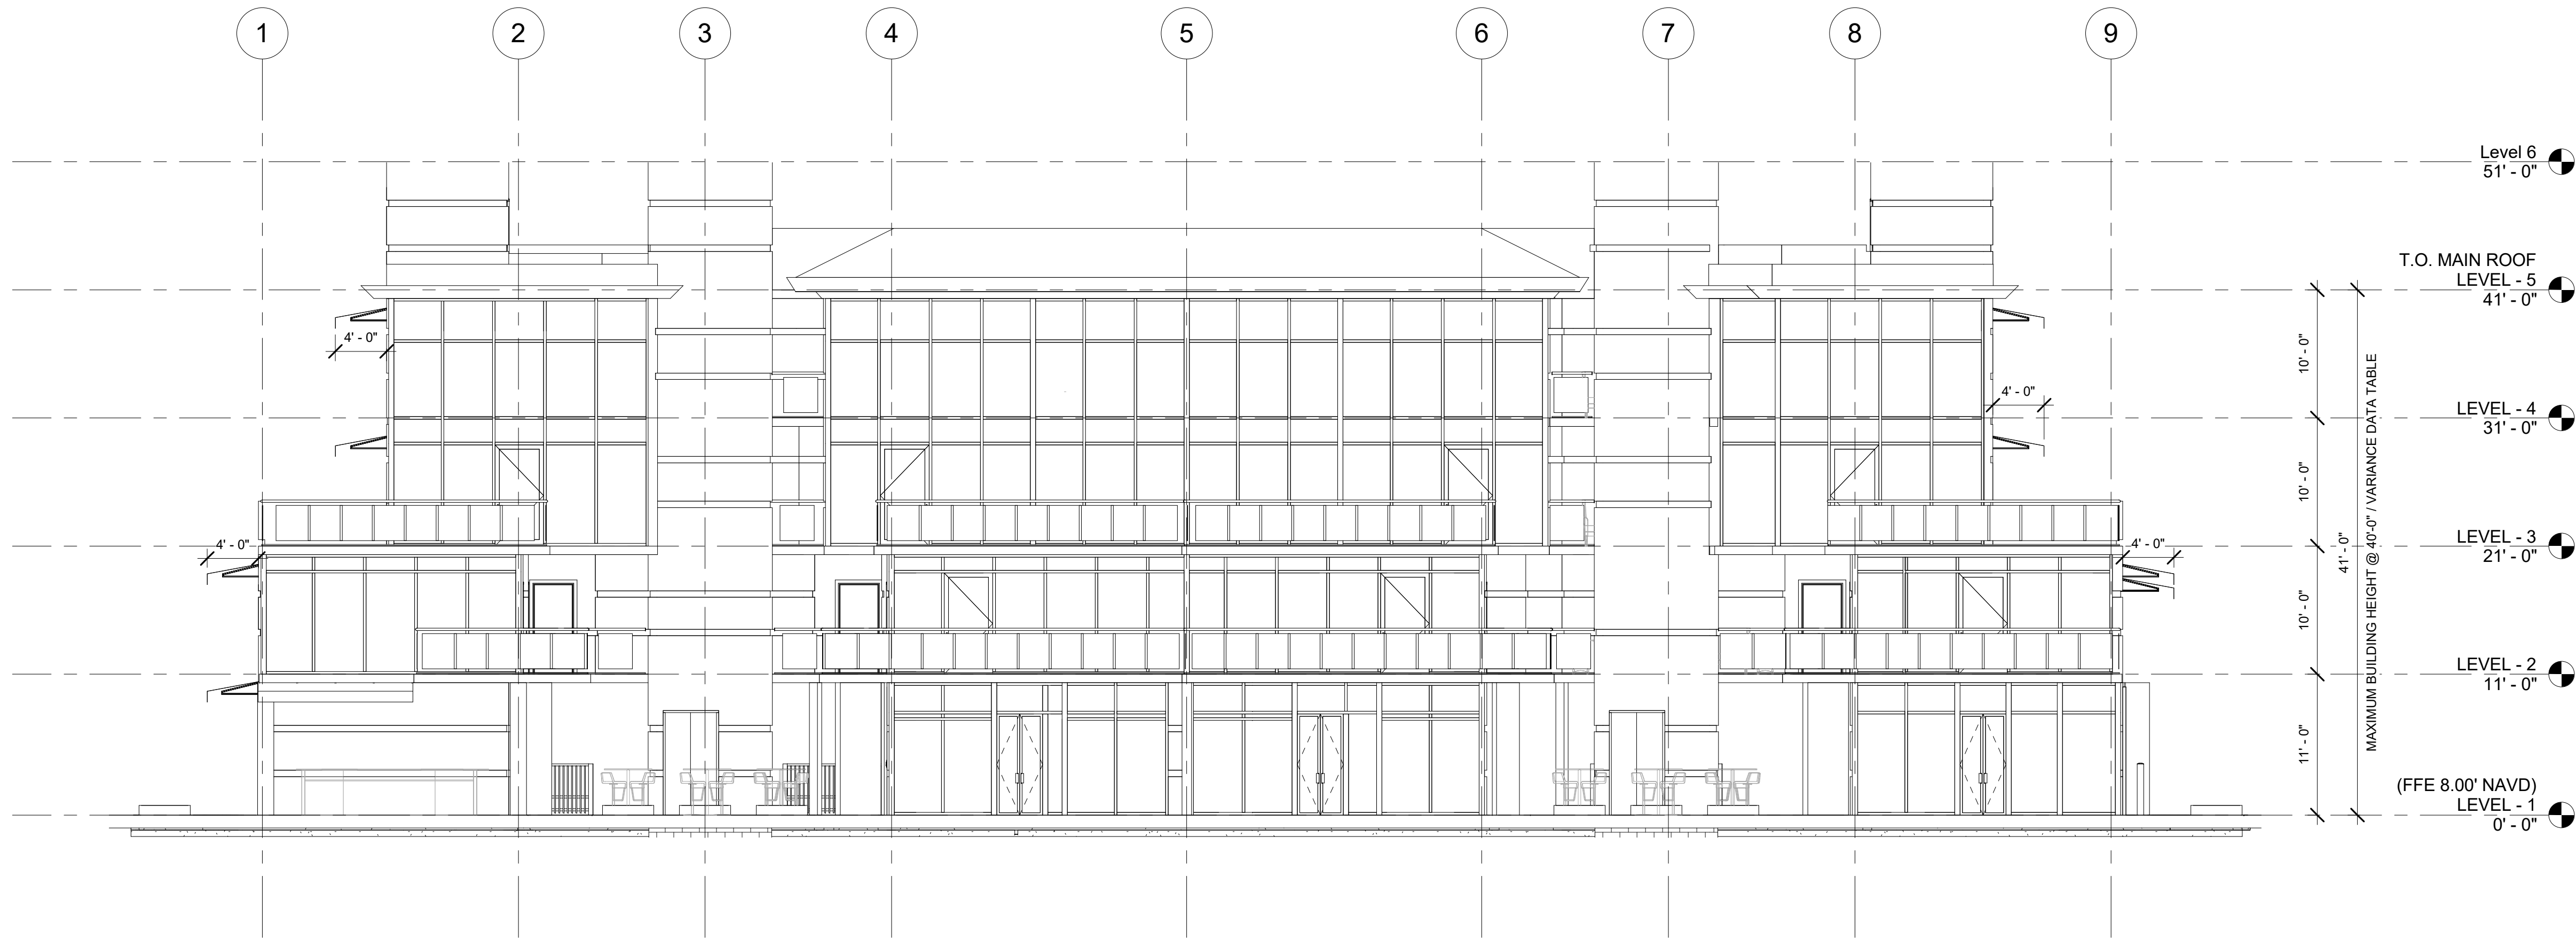 1
2
3
4
5
6
7
8
9
Level 6
51' - 0"
T.O. MAIN ROOF
LEVEL - 5
41' - 0"
4' - 0"
10' - 0"
4' - 0"
LEVEL - 4
31' - 0"
10' - 0"
4' - 0"
4' - 0"
LEVEL - 3
21' - 0"
41' - 0"
MAXIMUM BUILDING HEIGHT @ 40'-0" / VARIANCE DATA TABLE
10' - 0"
LEVEL - 2
11' - 0"
11' - 0"
(FFE 8.00' NAVD)
LEVEL - 1
0' - 0"